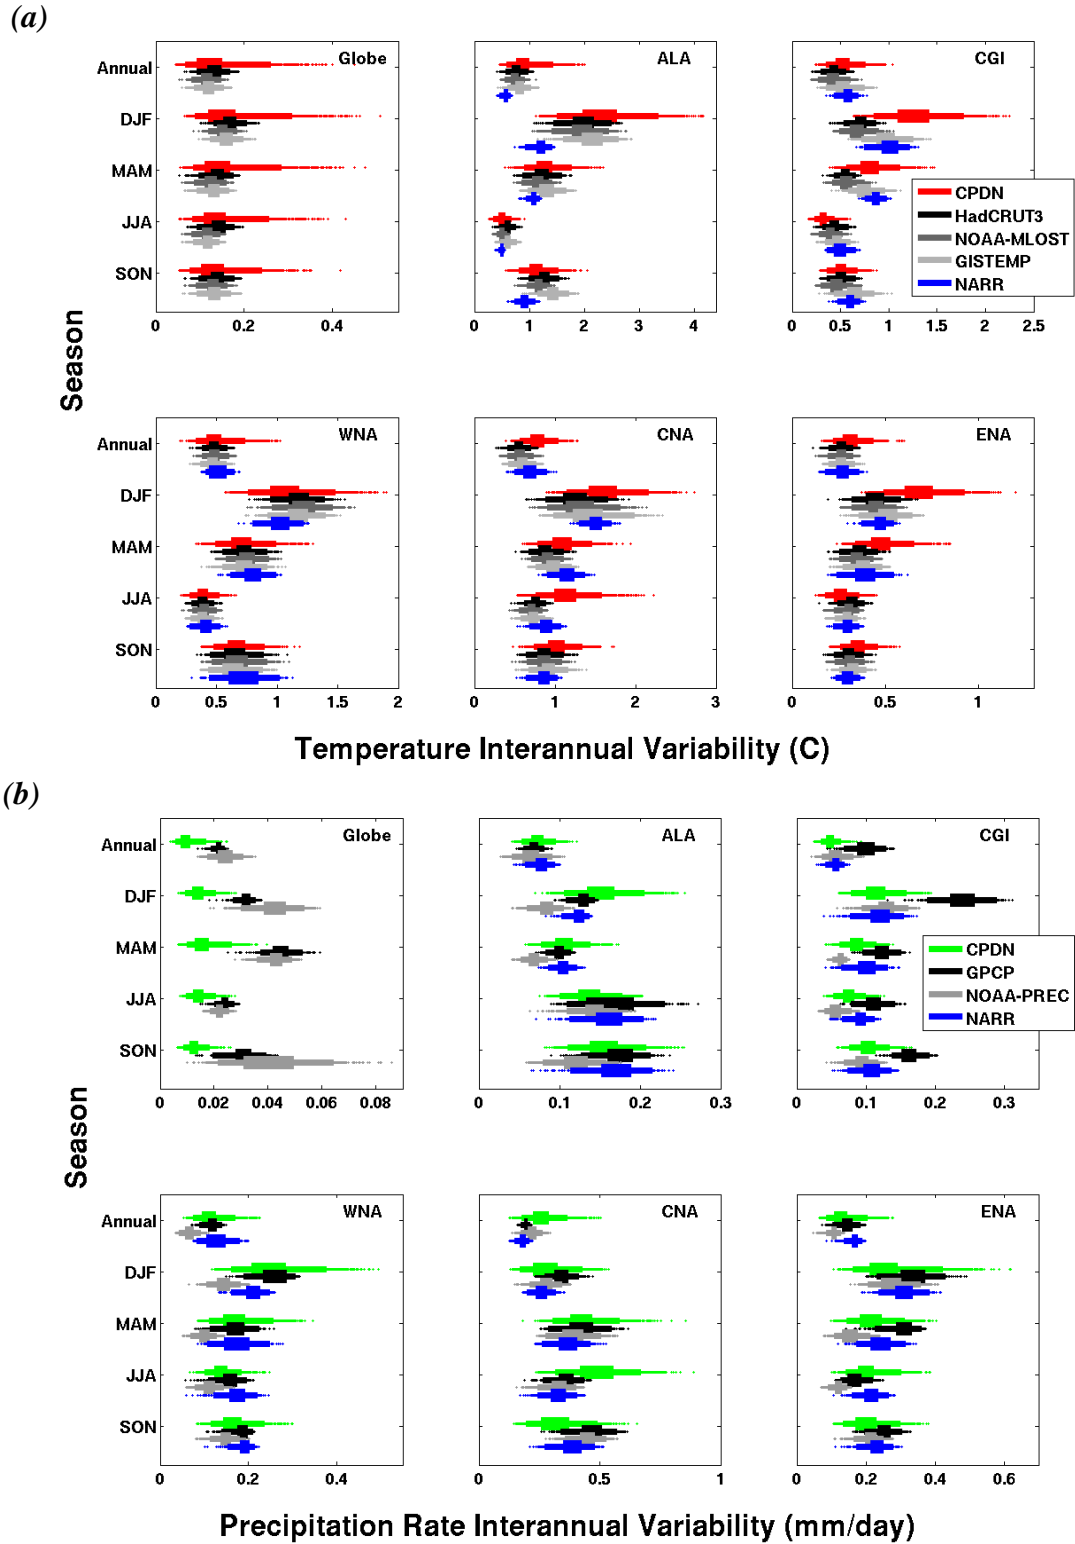 (a)
Globe
ALA
CGI
Annual
DJF
MAM
JJA
SON
0 0.2 0.4
0 1 2 3 4
0 0.5 1 1.5 2 2.5
CPDN
HadCRUT3
NOAA-MLOST
GISTEMP
NARR
Season
WNA
CNA
ENA
Annual
DJF
MAM
JJA
SON
0 0.5 1 1.5 2
0 1 2 3
0 0.5 1
Temperature Interannual Variability (C)
(b)
Globe
ALA
CGI
Annual
DJF
MAM
JJA
SON
0 0.02 0.04 0.06 0.08
0 0.1 0.2 0.3
0 0.1 0.2 0.3
CPDN
GPCP
NOAA-PREC
NARR
Season
WNA
CNA
ENA
Annual
DJF
MAM
JJA
SON
0 0.2 0.4
0 0.5 1
0 0.2 0.4 0.6
Precipitation Rate Interannual Variability (mm/day)